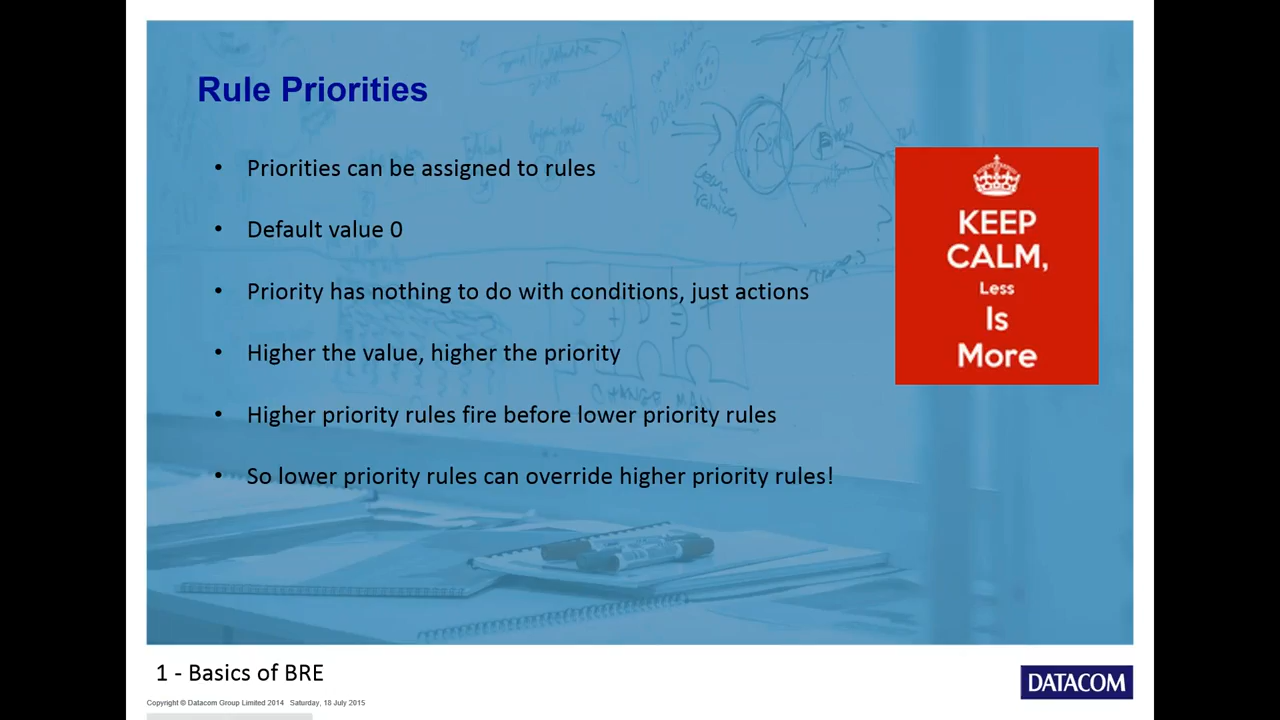 Rule Priorities
• Priorities can be assigned to rules
• Default value 0
• Priority has nothing to do with conditions, just actions
• Higher the value, higher the priority
• Higher priority rules fire before lower priority rules
• So lower priority rules can override higher priority rules!
KEEP
CALM,
Less
Is
More
1 - Basics of BRE
DATACOM
Copyright © Datacom Group Limited 2014 Saturday, 18 July 2015